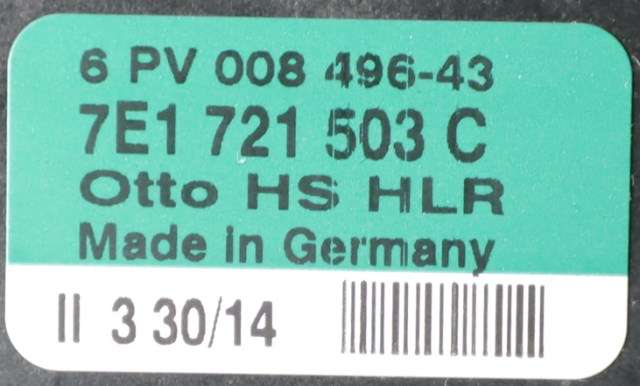 6 PV 008 496-43
7E1 721 503 C
Otto HS HLR
Made in Germany
II 3 30/14